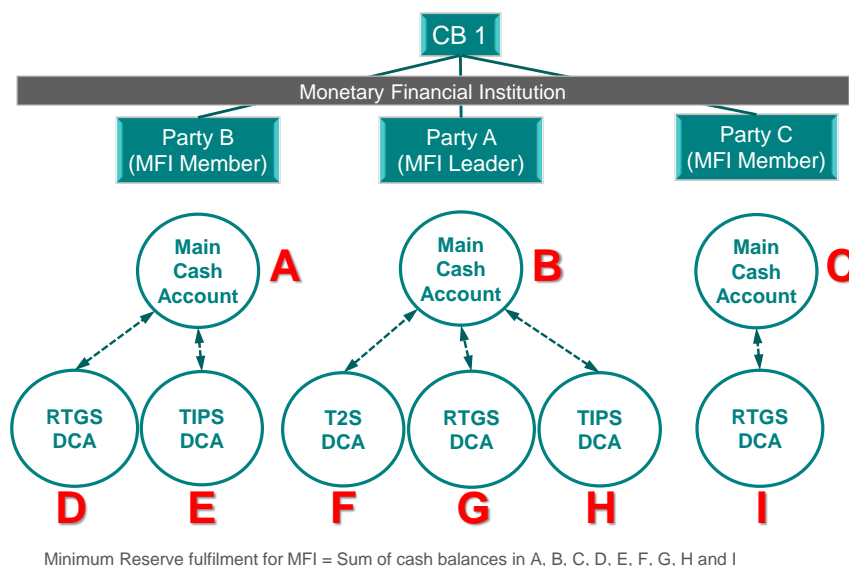 CB 1
Monetary Financial Institution
Party B
(MFI Member)
Party A
(MFI Leader)
Party C
(MFI Member)
Main
Cash
Account
A
Main
Cash
Account
B
Main
Cash
Account
C
RTGS
DCA
TIPS
DCA
T2S
DCA
RTGS
DCA
TIPS
DCA
RTGS
DCA
D
E
F
G
H
I
Minimum Reserve fulfilment for MFI = Sum of cash balances in A, B, C, D, E, F, G, H and I